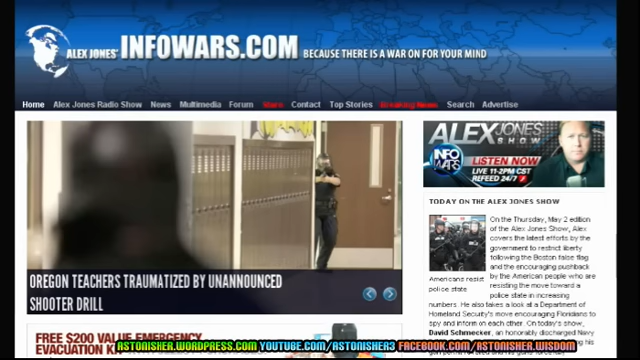 ALEX JONES' INFOWARS.COM BECAUSE THERE IS A WAR ON FOR YOUR MIND
Home Alex Jones Radio Show News Multimedia Forum Store Contact Top Stories Breaking News Search Advertise
ALEX JONES SHOW
INFO WARS
LISTEN NOW
LIVE 11-2PM CST
REFEED 24/7
OREGON TEACHERS TRAUMATIZED BY UNANNOUNCED
SHOOTER DRILL
TODAY ON THE ALEX JONES SHOW
Americans resist
police state
On the Thursday, May 2 edition
of the Alex Jones Show, Alex
covers the latest efforts by the
government to restrict liberty
following the Boston false flag
and the encouraging pushback
by the American people who are
resisting the move toward a
police state in increasing
numbers. He also takes a look at a Department of
Homeland Security's move encouraging Floridians to
spy and inform on each other. On today's show,
David Schmecker, an honorably discharged Navy
FREE $200 VALUE EMERGENCY
EVACUATION
ASTONISHER.WORDPRESS.COM YOUTUBE.COM/ASTONISHER3 FACEBOOK.COM/ASTONISHER.WISDOM